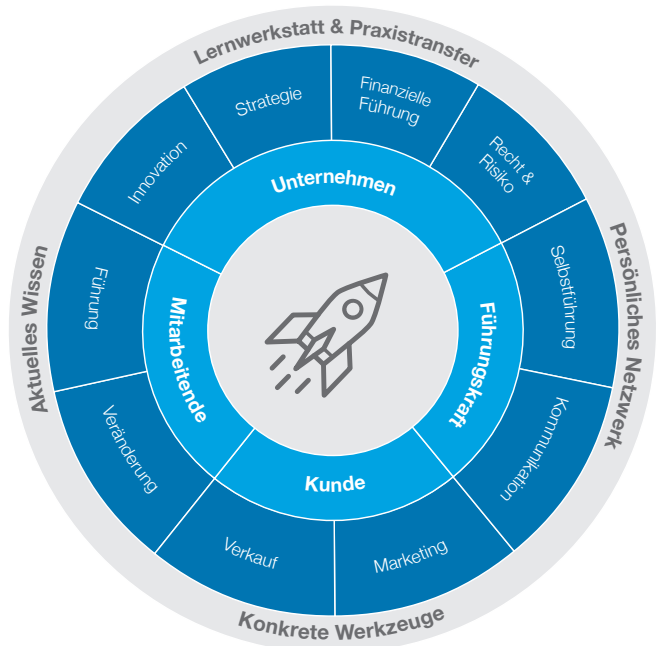 Lernwerkstatt & Praxistransfer
Strategie
Finanzielle
Führung
Innovation
Recht &
Risiko
Unternehmen
Aktuelles Wissen
Führung
Mitarbeitende
Führungskraft
Selbstführung
Persönliches Netzwerk
Veränderung
Kommunikation
Kunde
Verkauf
Marketing
Konkrete Werkzeuge